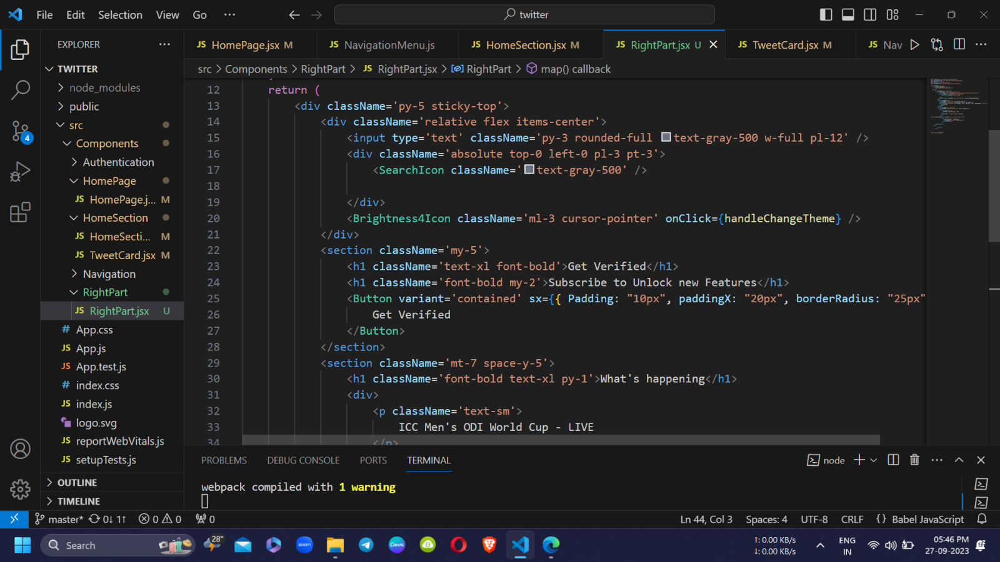 File Edit Selection View Go ··· twitter
EXPLORER ···
HomePage.jsx M
NavigationMenu.js
HomeSection.jsx M
RightPart.jsx U
TweetCard.jsx M
Nav
src > Components > RightPart > JS RightPart.jsx > RightPart > map() callback
TWITTER
node_modules
public
src
Components
Authentication
HomePage
JS HomePage.j... M
HomeSection
JS HomeSecti... M
JS TweetCard.jsx M
Navigation
RightPart
JS RightPart.jsx U
# App.css
JS App.js
JS App.test.js
# index.css
JS index.js
logo.svg
JS reportWebVitals.js
JS setupTests.js
OUTLINE
TIMELINE
4
12 return (
13 <div className='py-5 sticky-top'>
14 <div className='relative flex items-center'>
15 <input type='text' className='py-3 rounded-full text-gray-500 w-full pl-12' />
16 <div className='absolute top-0 left-0 pl-3 pt-3'>
17 <SearchIcon className='text-gray-500' />
18
19 </div>
20 <Brightness4Icon className='ml-3 cursor-pointer' onClick={handleChangeTheme} />
21 </div>
22 <section className='my-5'>
23 <h1 className='text-xl font-bold'>Get Verified</h1>
24 <h1 className='font-bold my-2'>Subscribe to Unlock new Features</h1>
25 <Button variant='contained' sx={{ Padding: "10px", paddingX: "20px", borderRadius: "25px"
26 Get Verified
27 </Button>
28 </section>
29 <section className='mt-7 space-y-5'>
30 <h1 className='font-bold text-xl py-1'>What's happening</h1>
31 <div>
32 <p className='text-sm'>
33 ICC Men's ODI World Cup - LIVE
34 </p>
PROBLEMS DEBUG CONSOLE PORTS TERMINAL node
webpack compiled with 1 warning
master* 0↓ 1↑ 0 0 0 Ln 44, Col 3 Spaces: 4 UTF-8 CRLF {} Babel JavaScript
Search 28° zoom Canva ↑: 0.00 KB/s ENG 05:46 PM
↓: 0.00 KB/s IN 27-09-2023